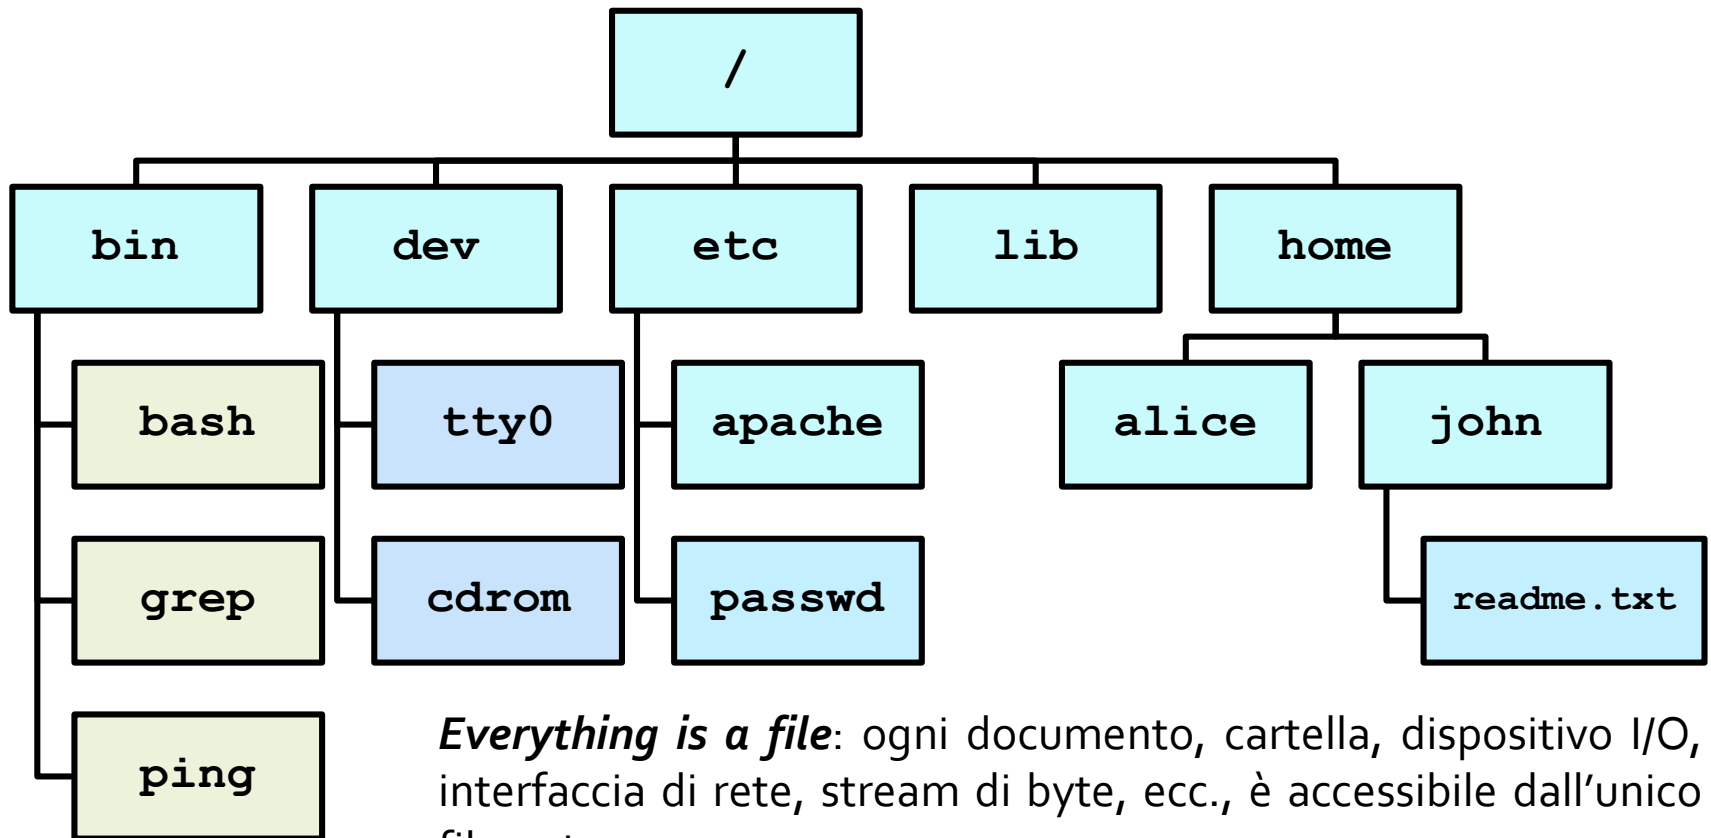 /
bin dev etc lib home
bash tty0 apache alice john
grep cdrom passwd readme.txt
ping
Everything is a file: ogni documento, cartella, dispositivo I/O,
interfaccia di rete, stream di byte, ecc., è accessibile dall’unico